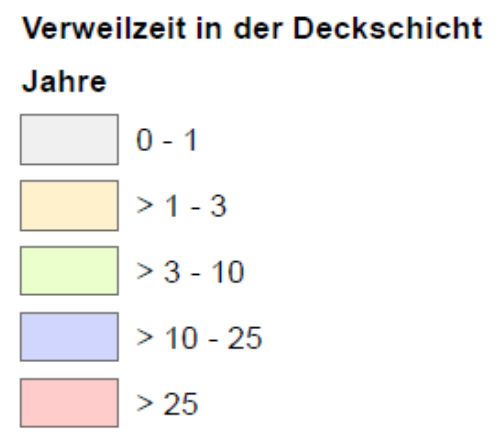 Verweilzeit in der Deckschicht
Jahre
0 - 1
> 1 - 3
> 3 - 10
> 10 - 25
> 25